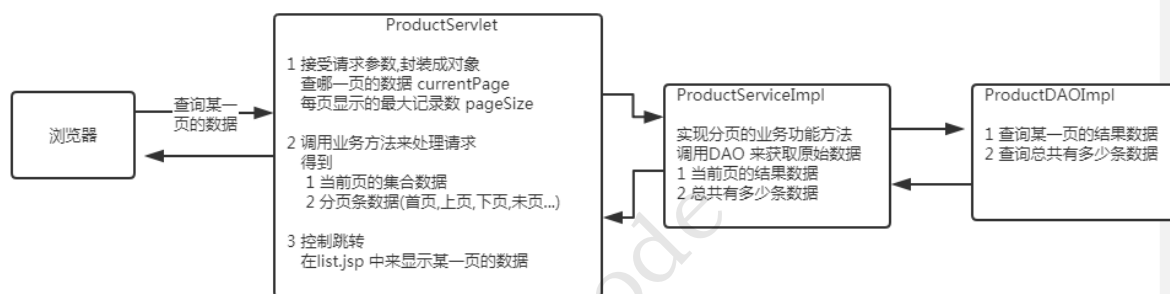 浏览器
查询某一
页的数据
ProductServlet
1 接受请求参数,封装成对象
查哪一页的数据 currentPage
每页显示的最大记录数 pageSize
2 调用业务方法来处理请求
得到
1 当前页的集合数据
2 分页条数据(首页,上页,下页,未页...)
3 控制跳转
在list.jsp 中来显示某一页的数据
ProductServiceImpl
实现分页的业务功能方法
调用DAO 来获取原始数据
1 当前页的结果数据
2 总共有多少条数据
ProductDAOImpl
1 查询某一页的结果数据
2 查询总共有多少条数据
ode